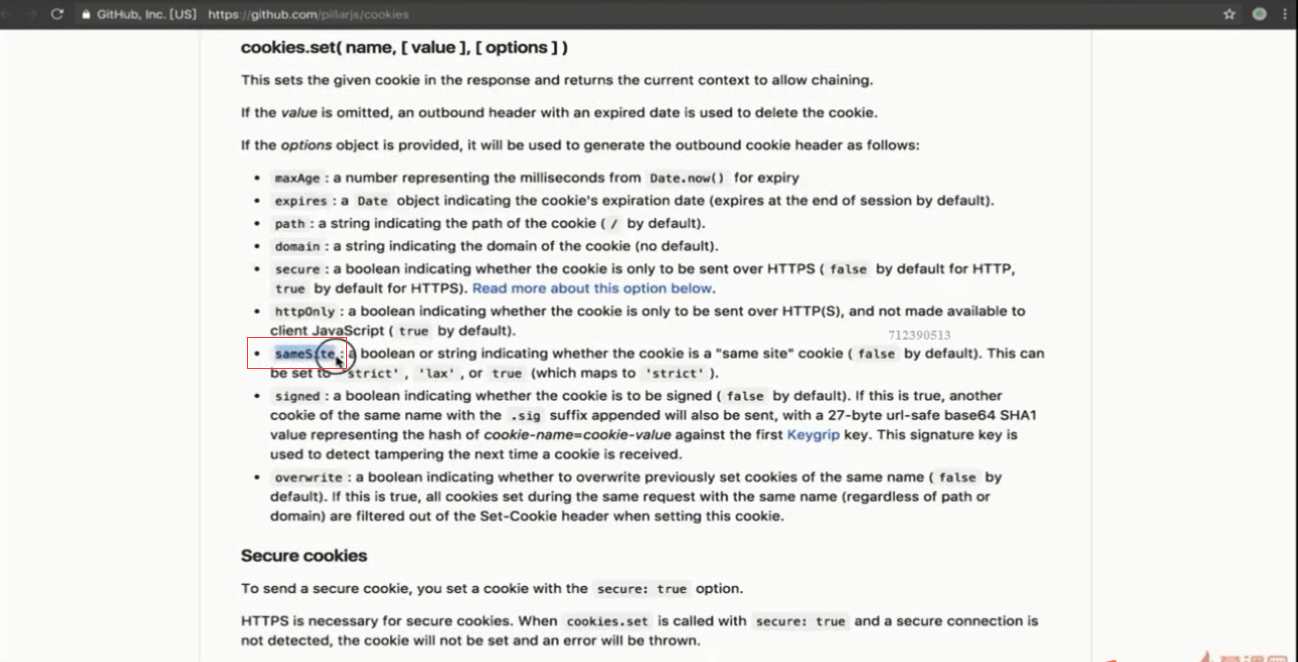 GitHub, Inc. [US] https://github.com/pillarjs/cookies
cookies.set( name, [ value ], [ options ] )
This sets the given cookie in the response and returns the current context to allow chaining.
If the value is omitted, an outbound header with an expired date is used to delete the cookie.
If the options object is provided, it will be used to generate the outbound cookie header as follows:
• maxAge : a number representing the milliseconds from Date.now() for expiry
• expires : a Date object indicating the cookie's expiration date (expires at the end of session by default).
• path : a string indicating the path of the cookie ( / by default).
• domain : a string indicating the domain of the cookie (no default).
• secure : a boolean indicating whether the cookie is only to be sent over HTTPS ( false by default for HTTP,
true by default for HTTPS). Read more about this option below.
• httpOnly : a boolean indicating whether the cookie is only to be sent over HTTP(S), and not made available to
client JavaScript ( true by default).
712390513
• sameSite : a boolean or string indicating whether the cookie is a "same site" cookie ( false by default). This can
be set to 'strict' , 'lax' , or true (which maps to 'strict' ).
• signed : a boolean indicating whether the cookie is to be signed ( false by default). If this is true, another
cookie of the same name with the .sig suffix appended will also be sent, with a 27-byte url-safe base64 SHA1
value representing the hash of cookie-name=cookie-value against the first Keygrip key. This signature key is
used to detect tampering the next time a cookie is received.
• overwrite : a boolean indicating whether to overwrite previously set cookies of the same name ( false by
default). If this is true, all cookies set during the same request with the same name (regardless of path or
domain) are filtered out of the Set-Cookie header when setting this cookie.
Secure cookies
To send a secure cookie, you set a cookie with the secure: true option.
HTTPS is necessary for secure cookies. When cookies.set is called with secure: true and a secure connection is
not detected, the cookie will not be set and an error will be thrown.